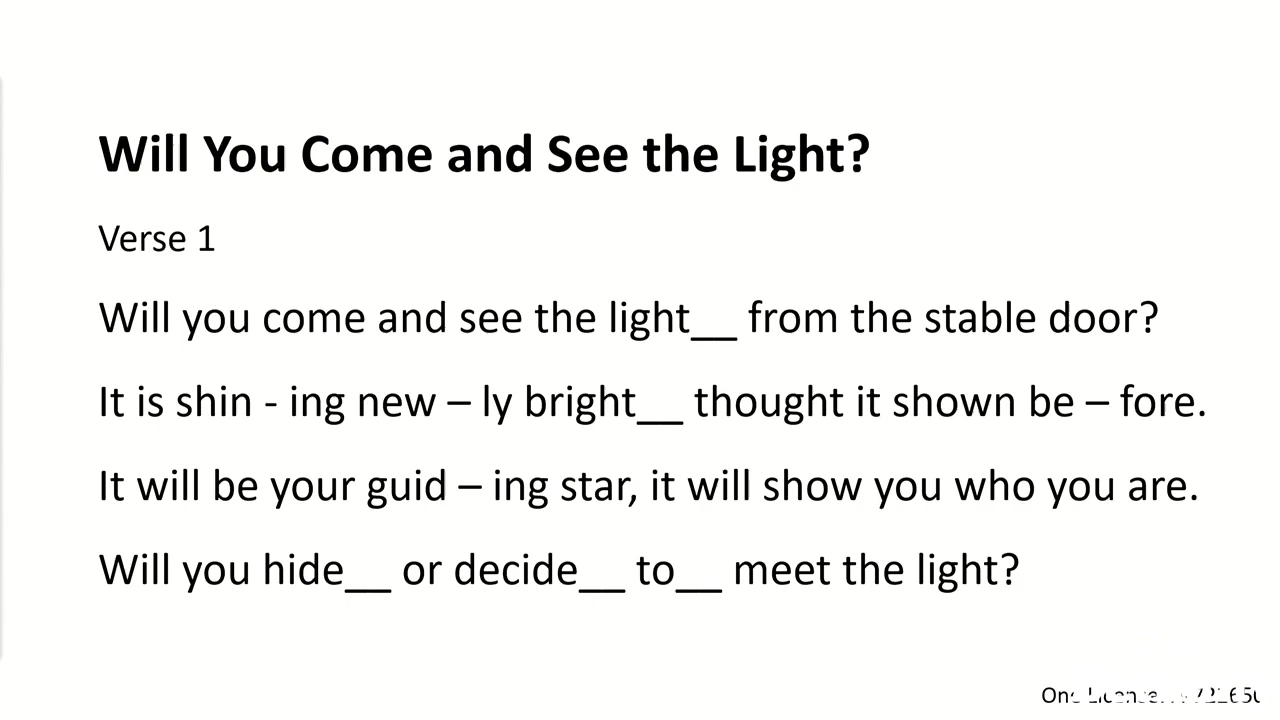 Will You Come and See the Light?
Verse 1
Will you come and see the light__ from the stable door?
It is shin - ing new – ly bright__ thought it shown be – fore.
It will be your guid – ing star, it will show you who you are.
Will you hide__ or decide__ to__ meet the light?
One License